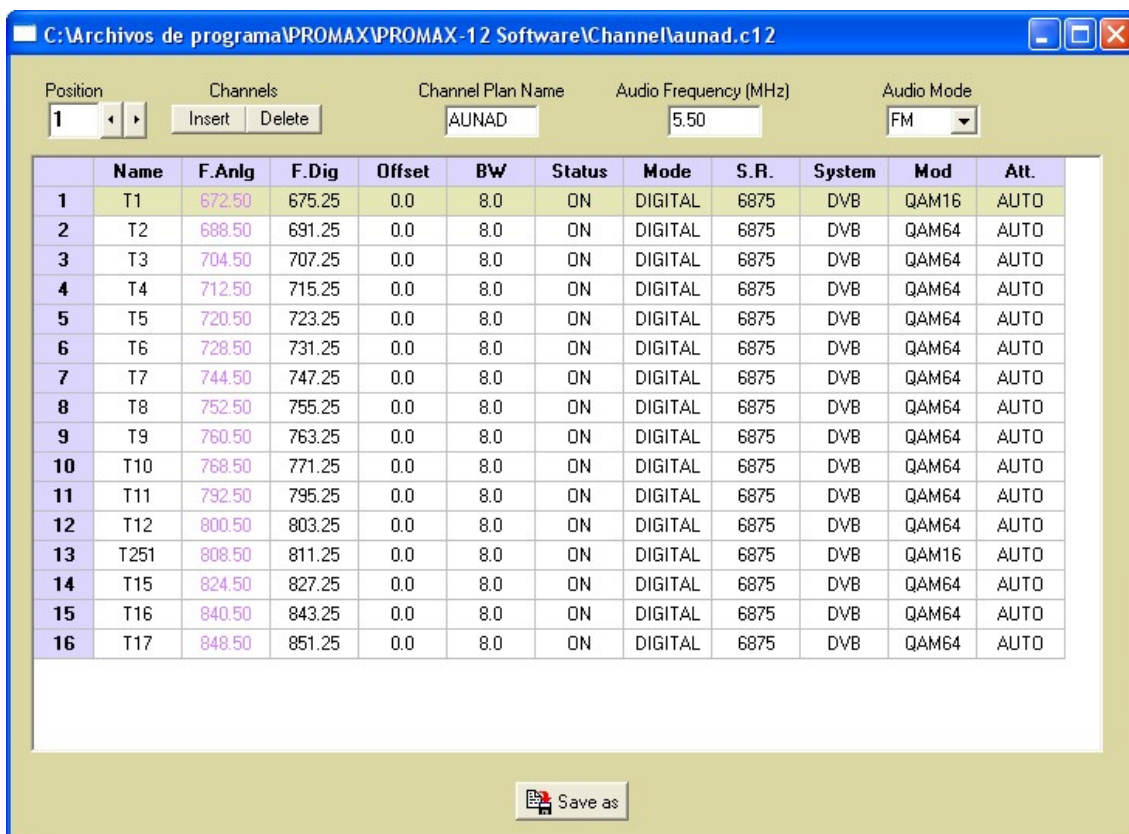 C:\Archivos de programa\PROMAX\PROMAX-12 Software\Channel\aunad.c12
Position Channels Channel Plan Name Audio Frequency (MHz) Audio Mode
1 Insert Delete AUNAD 5.50 FM
Name F.Anlg F.Dig Offset BW Status Mode S.R. System Mod Att.
1 T1 672.50 675.25 0.0 8.0 ON DIGITAL 6875 DVB QAM16 AUTO
2 T2 688.50 691.25 0.0 8.0 ON DIGITAL 6875 DVB QAM64 AUTO
3 T3 704.50 707.25 0.0 8.0 ON DIGITAL 6875 DVB QAM64 AUTO
4 T4 712.50 715.25 0.0 8.0 ON DIGITAL 6875 DVB QAM64 AUTO
5 T5 720.50 723.25 0.0 8.0 ON DIGITAL 6875 DVB QAM64 AUTO
6 T6 728.50 731.25 0.0 8.0 ON DIGITAL 6875 DVB QAM64 AUTO
7 T7 744.50 747.25 0.0 8.0 ON DIGITAL 6875 DVB QAM64 AUTO
8 T8 752.50 755.25 0.0 8.0 ON DIGITAL 6875 DVB QAM64 AUTO
9 T9 760.50 763.25 0.0 8.0 ON DIGITAL 6875 DVB QAM64 AUTO
10 T10 768.50 771.25 0.0 8.0 ON DIGITAL 6875 DVB QAM64 AUTO
11 T11 792.50 795.25 0.0 8.0 ON DIGITAL 6875 DVB QAM64 AUTO
12 T12 800.50 803.25 0.0 8.0 ON DIGITAL 6875 DVB QAM64 AUTO
13 T251 808.50 811.25 0.0 8.0 ON DIGITAL 6875 DVB QAM16 AUTO
14 T15 824.50 827.25 0.0 8.0 ON DIGITAL 6875 DVB QAM64 AUTO
15 T16 840.50 843.25 0.0 8.0 ON DIGITAL 6875 DVB QAM64 AUTO
16 T17 848.50 851.25 0.0 8.0 ON DIGITAL 6875 DVB QAM64 AUTO
Save as